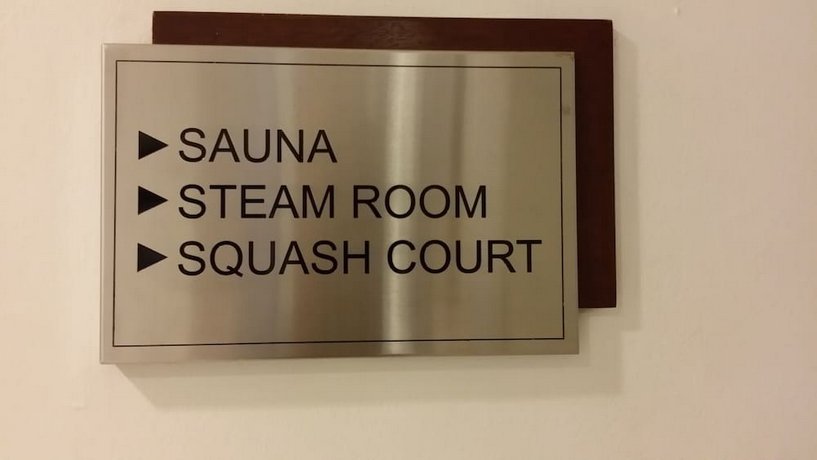 ▶ SAUNA
▶ STEAM ROOM
▶ SQUASH COURT